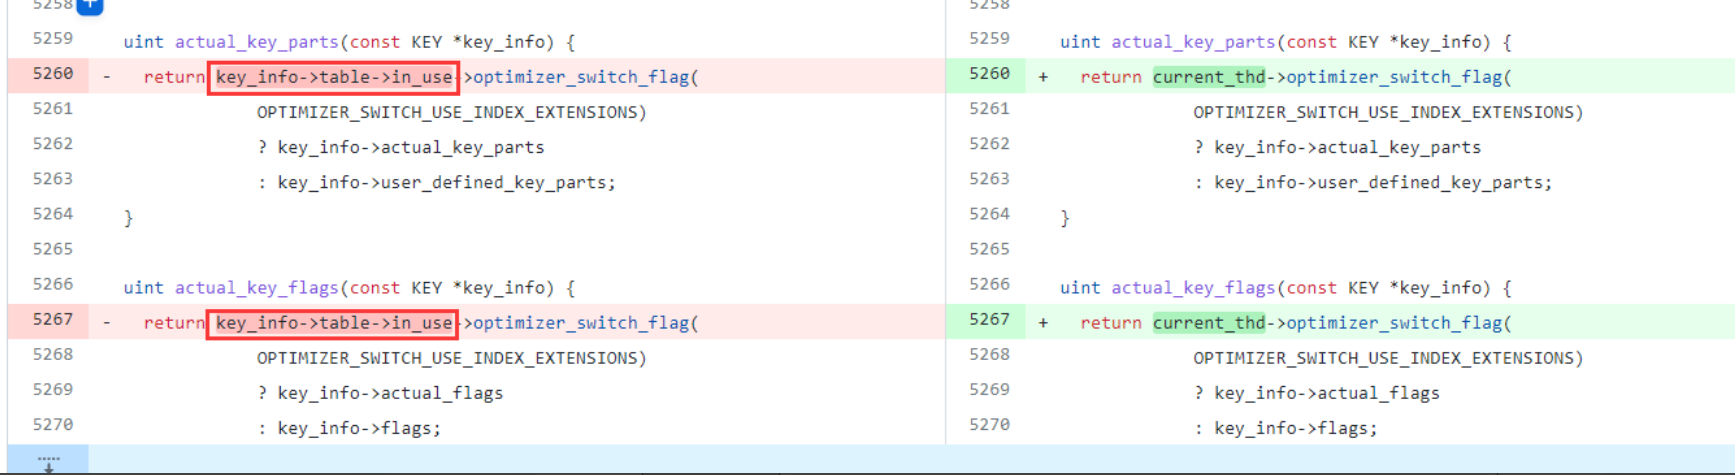 5258
5259 uint actual_key_parts(const KEY *key_info) {
5260 - return key_info->table->in_use->optimizer_switch_flag(
5261 OPTIMIZER_SWITCH_USE_INDEX_EXTENSIONS)
5262 ? key_info->actual_key_parts
5263 : key_info->user_defined_key_parts;
5264 }
5265
5266 uint actual_key_flags(const KEY *key_info) {
5267 - return key_info->table->in_use->optimizer_switch_flag(
5268 OPTIMIZER_SWITCH_USE_INDEX_EXTENSIONS)
5269 ? key_info->actual_flags
5270 : key_info->flags;
5258
5259 uint actual_key_parts(const KEY *key_info) {
5260 + return current_thd->optimizer_switch_flag(
5261 OPTIMIZER_SWITCH_USE_INDEX_EXTENSIONS)
5262 ? key_info->actual_key_parts
5263 : key_info->user_defined_key_parts;
5264 }
5265
5266 uint actual_key_flags(const KEY *key_info) {
5267 + return current_thd->optimizer_switch_flag(
5268 OPTIMIZER_SWITCH_USE_INDEX_EXTENSIONS)
5269 ? key_info->actual_flags
5270 : key_info->flags;